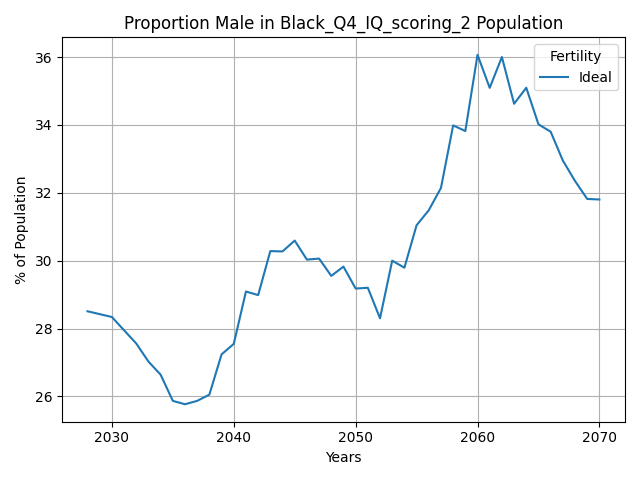 Proportion Male in Black_Q4_IQ_scoring_2 Population
Fertility
Ideal
% of Population
36
34
32
30
28
26
2030
2040
2050
2060
2070
Years